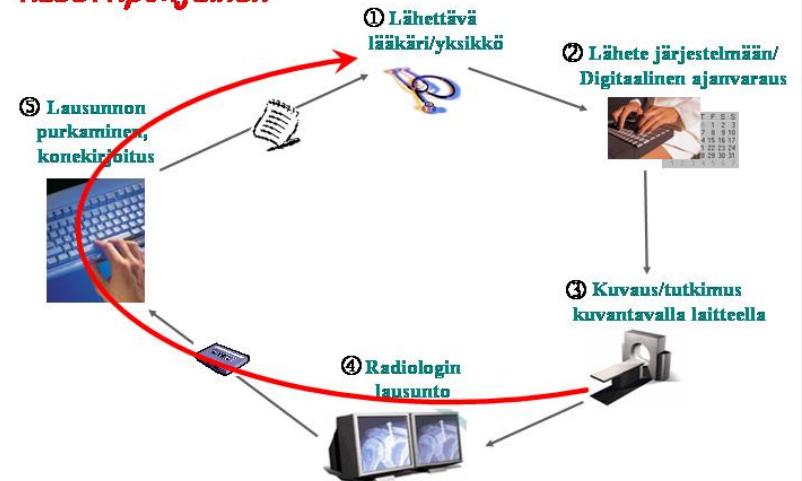 ① Lähettävä
lääkäri/yksikkö
② Lähete järjestelmään/
Digitaalinen ajanvaraus
③ Kuvaus/tutkimus
kuvantavalla laitteella
④ Radiologin
lausunto
⑤ Lausunnon
purkaminen,
konekirjoitus